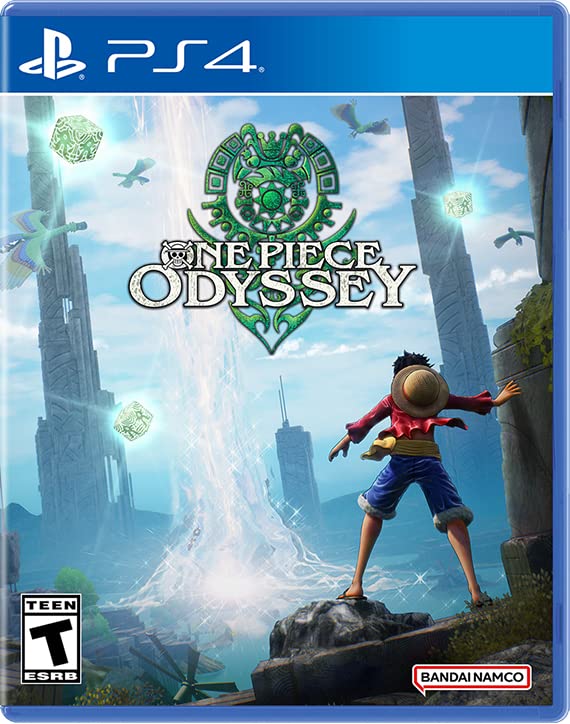 PS4
ONE PIECE
ODYSSEY
TEEN
T
ESRB
BANDAI NAMCO